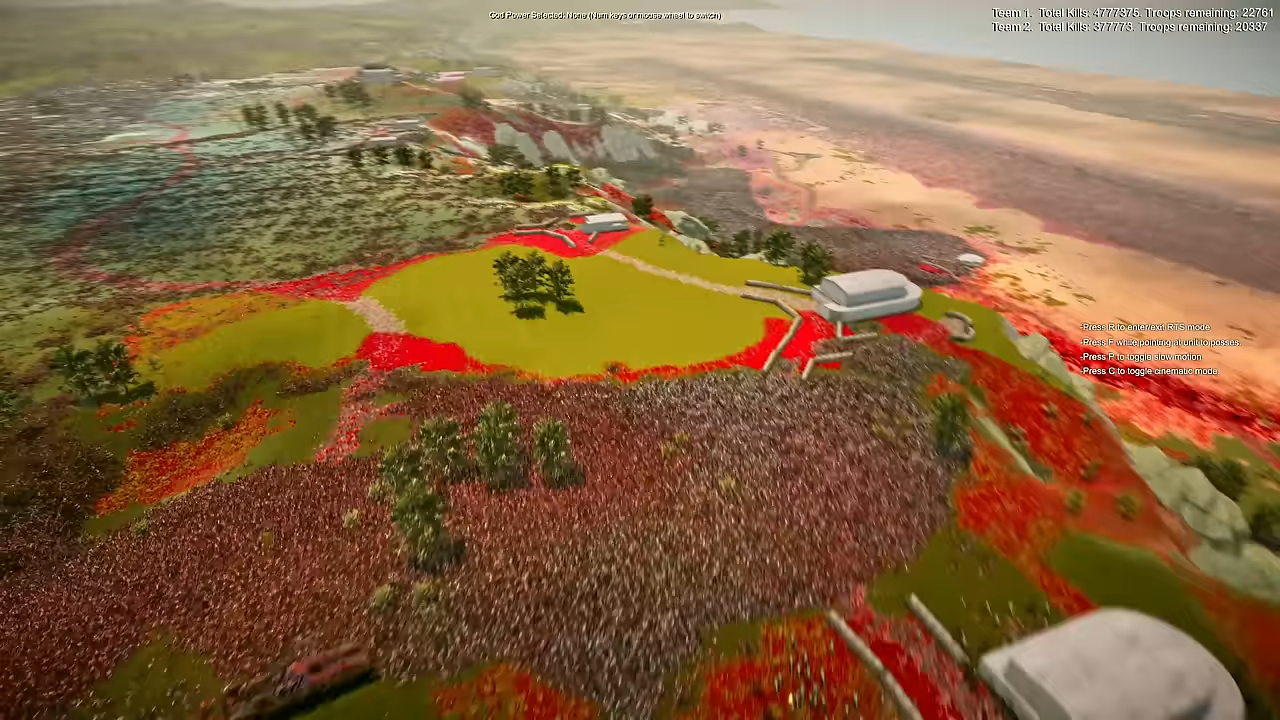 God Power Selected: None (Num keys or mouse wheel to switch)
Team 1. Total Kills: 4777375. Troops remaining: 22761
Team 2. Total Kills: 377773. Troops remaining: 20337
-Press R to enter/exit RTS mode
-Press F while pointing at unit to posses.
-Press P to toggle slow motion.
-Press C to toggle cinematic mode.